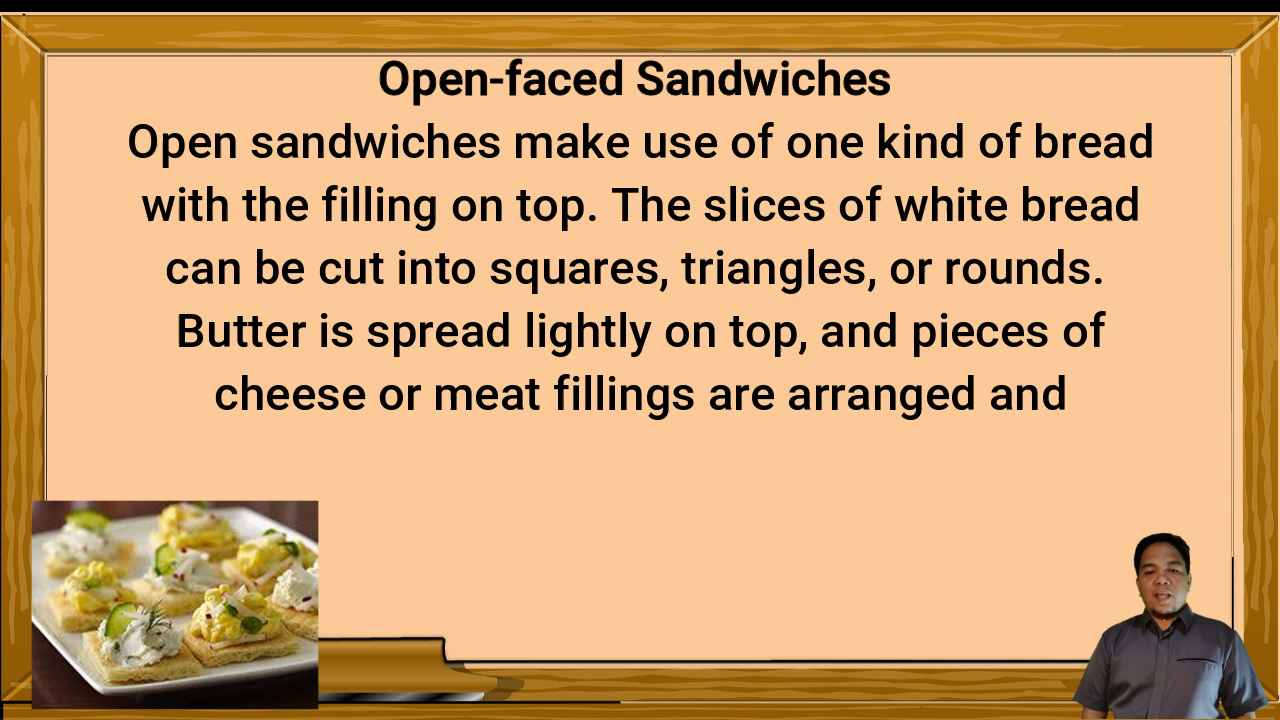 Open-faced Sandwiches
Open sandwiches make use of one kind of bread
with the filling on top. The slices of white bread
can be cut into squares, triangles, or rounds.
Butter is spread lightly on top, and pieces of
cheese or meat fillings are arranged and